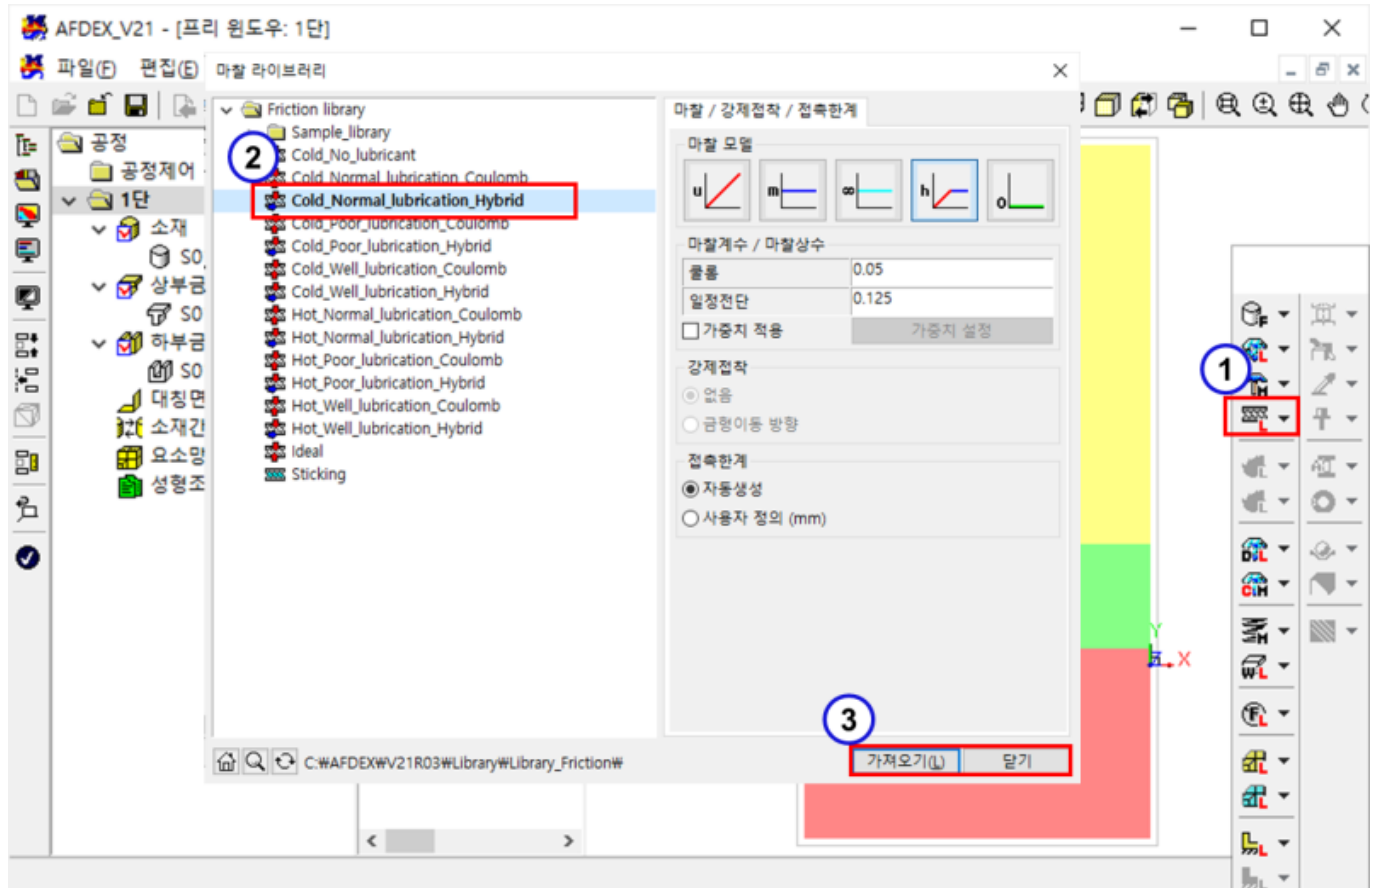 AFDEX_V21 - [프리 윈도우: 1단]
파일(F) 편집(E)
마찰 라이브러리
공정
공정제어
1단
소재
S0
상부금
S0
하부금
S0
대칭면
소재간
요소망
성형조
Friction library
Sample_library
Cold_No_lubricant
Cold_Normal_lubrication_Coulomb
Cold_Normal_lubrication_Hybrid
Cold_Poor_lubrication_Coulomb
Cold_Poor_lubrication_Hybrid
Cold_Well_lubrication_Coulomb
Cold_Well_lubrication_Hybrid
Hot_Normal_lubrication_Coulomb
Hot_Normal_lubrication_Hybrid
Hot_Poor_lubrication_Coulomb
Hot_Poor_lubrication_Hybrid
Hot_Well_lubrication_Coulomb
Hot_Well_lubrication_Hybrid
Ideal
Sticking
2
마찰 / 강제접착 / 접촉한계
마찰 모델
u m ∞ h o
마찰계수 / 마찰상수
쿨롱 0.05
일정전단 0.125
가중치 적용 가중치 설정
강제접착
없음
금형이동 방향
접촉한계
자동생성
사용자 정의 (mm)
3
C:₩AFDEX₩V21R03₩Library₩Library_Friction₩
가져오기(L) 닫기
1
Y
X